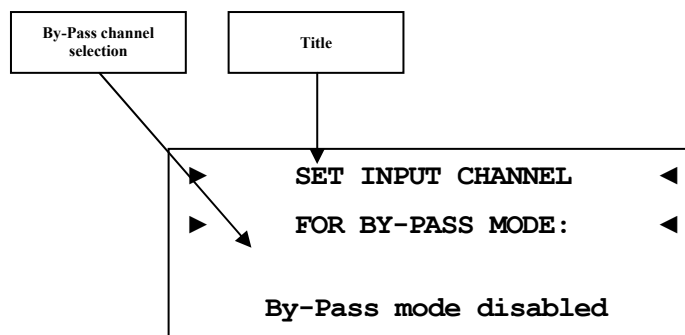 By-Pass channel
selection
Title
► SET INPUT CHANNEL ◄
► FOR BY-PASS MODE: ◄
By-Pass mode disabled